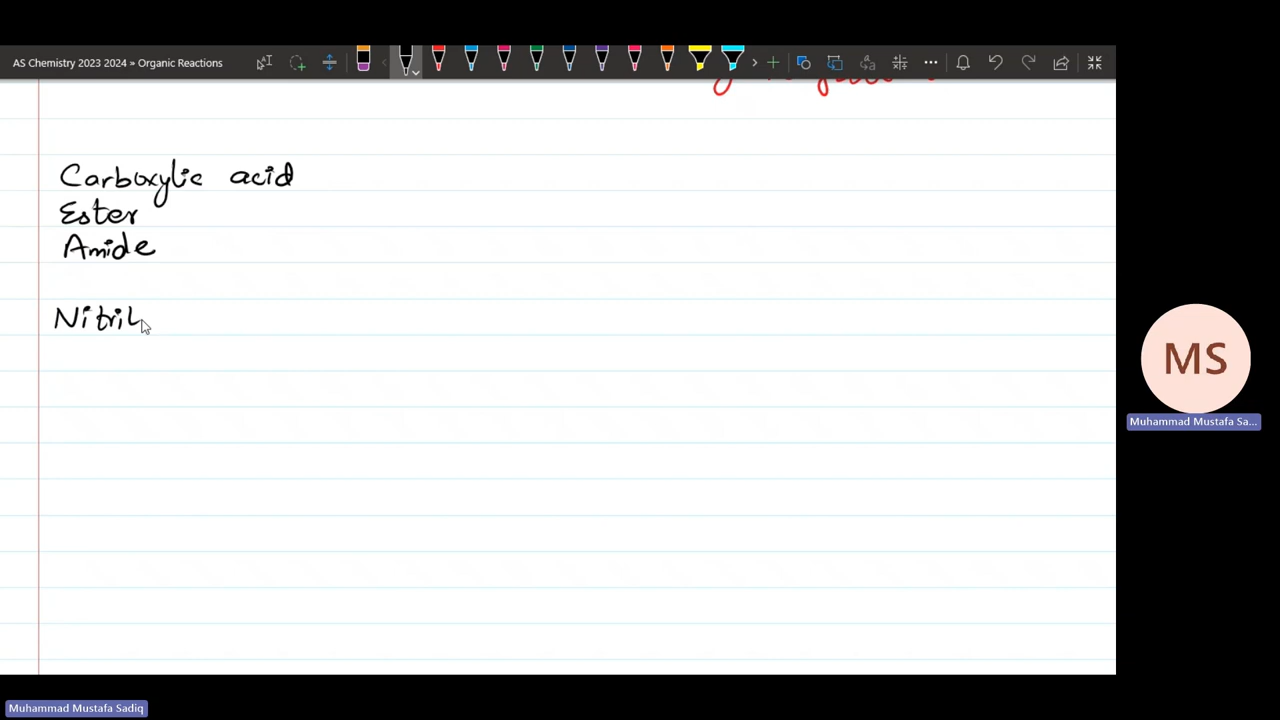 AS Chemistry 2023 2024 » Organic Reactions
Carboxylic acid
Ester
Amide
Nitril
MS
Muhammad Mustafa Sa...
Muhammad Mustafa Sadiq